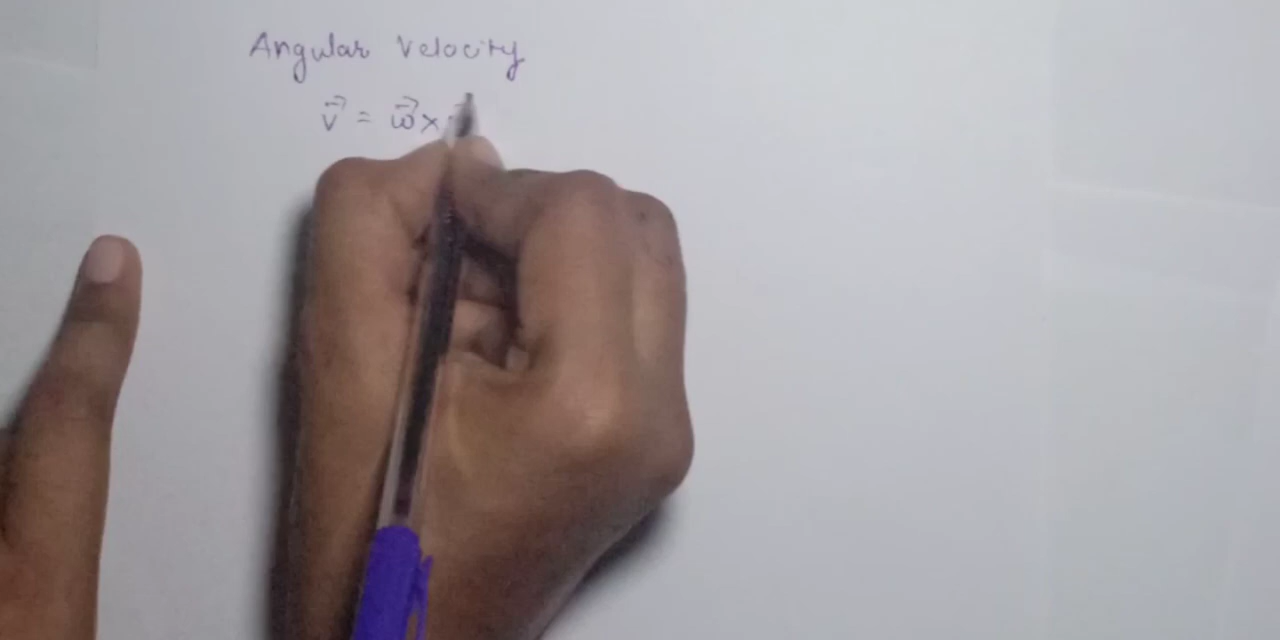 Angular Velocity
v⃗ = ω⃗ ×